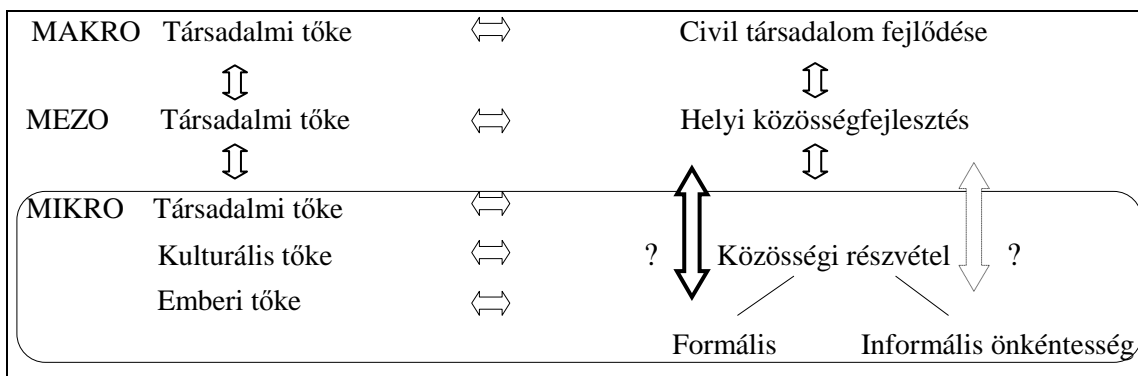 MAKRO Társadalmi tőke Civil társadalom fejlődése
MEZO Társadalmi tőke Helyi közösségfejlesztés
MIKRO Társadalmi tőke
Kulturális tőke ? Közösségi részvétel ?
Emberi tőke
Formális Informális önkéntesség